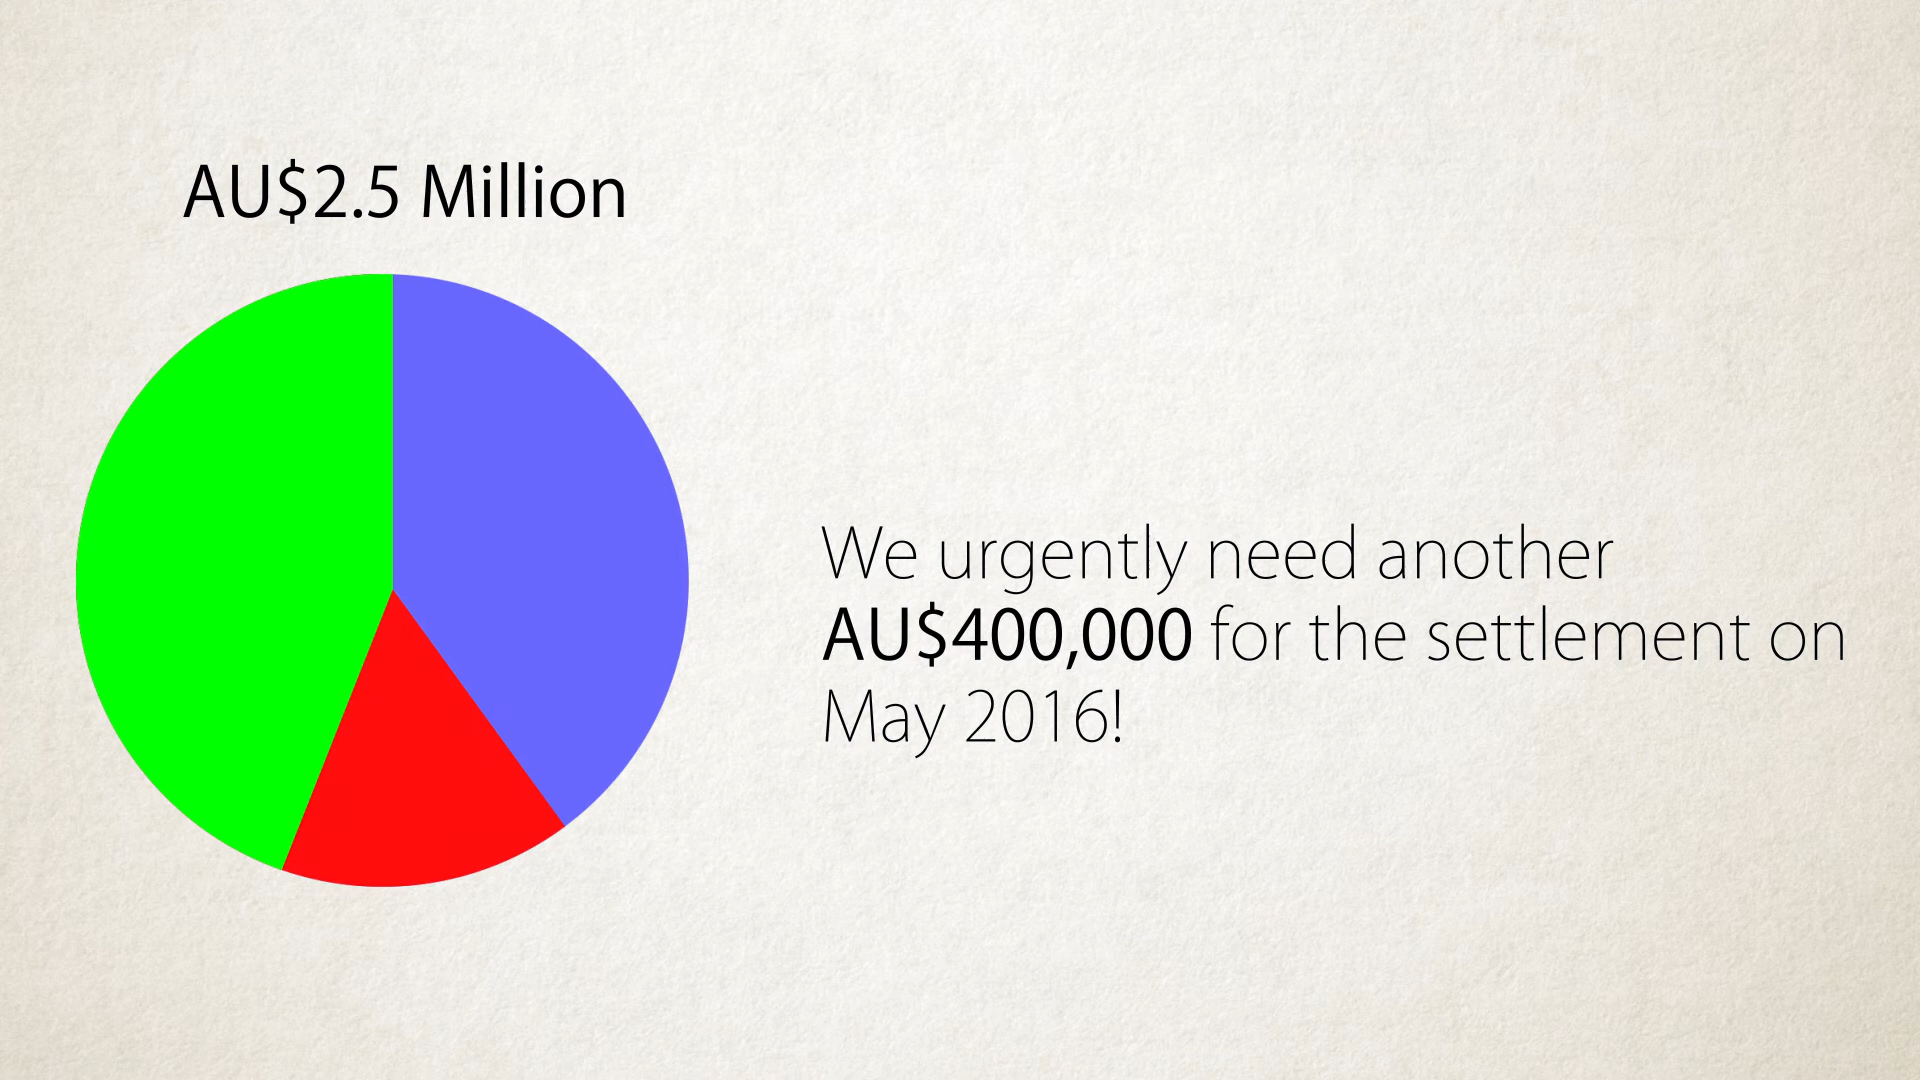 AU$2.5 Million
We urgently need another
AU$400,000 for the settlement on
May 2016!